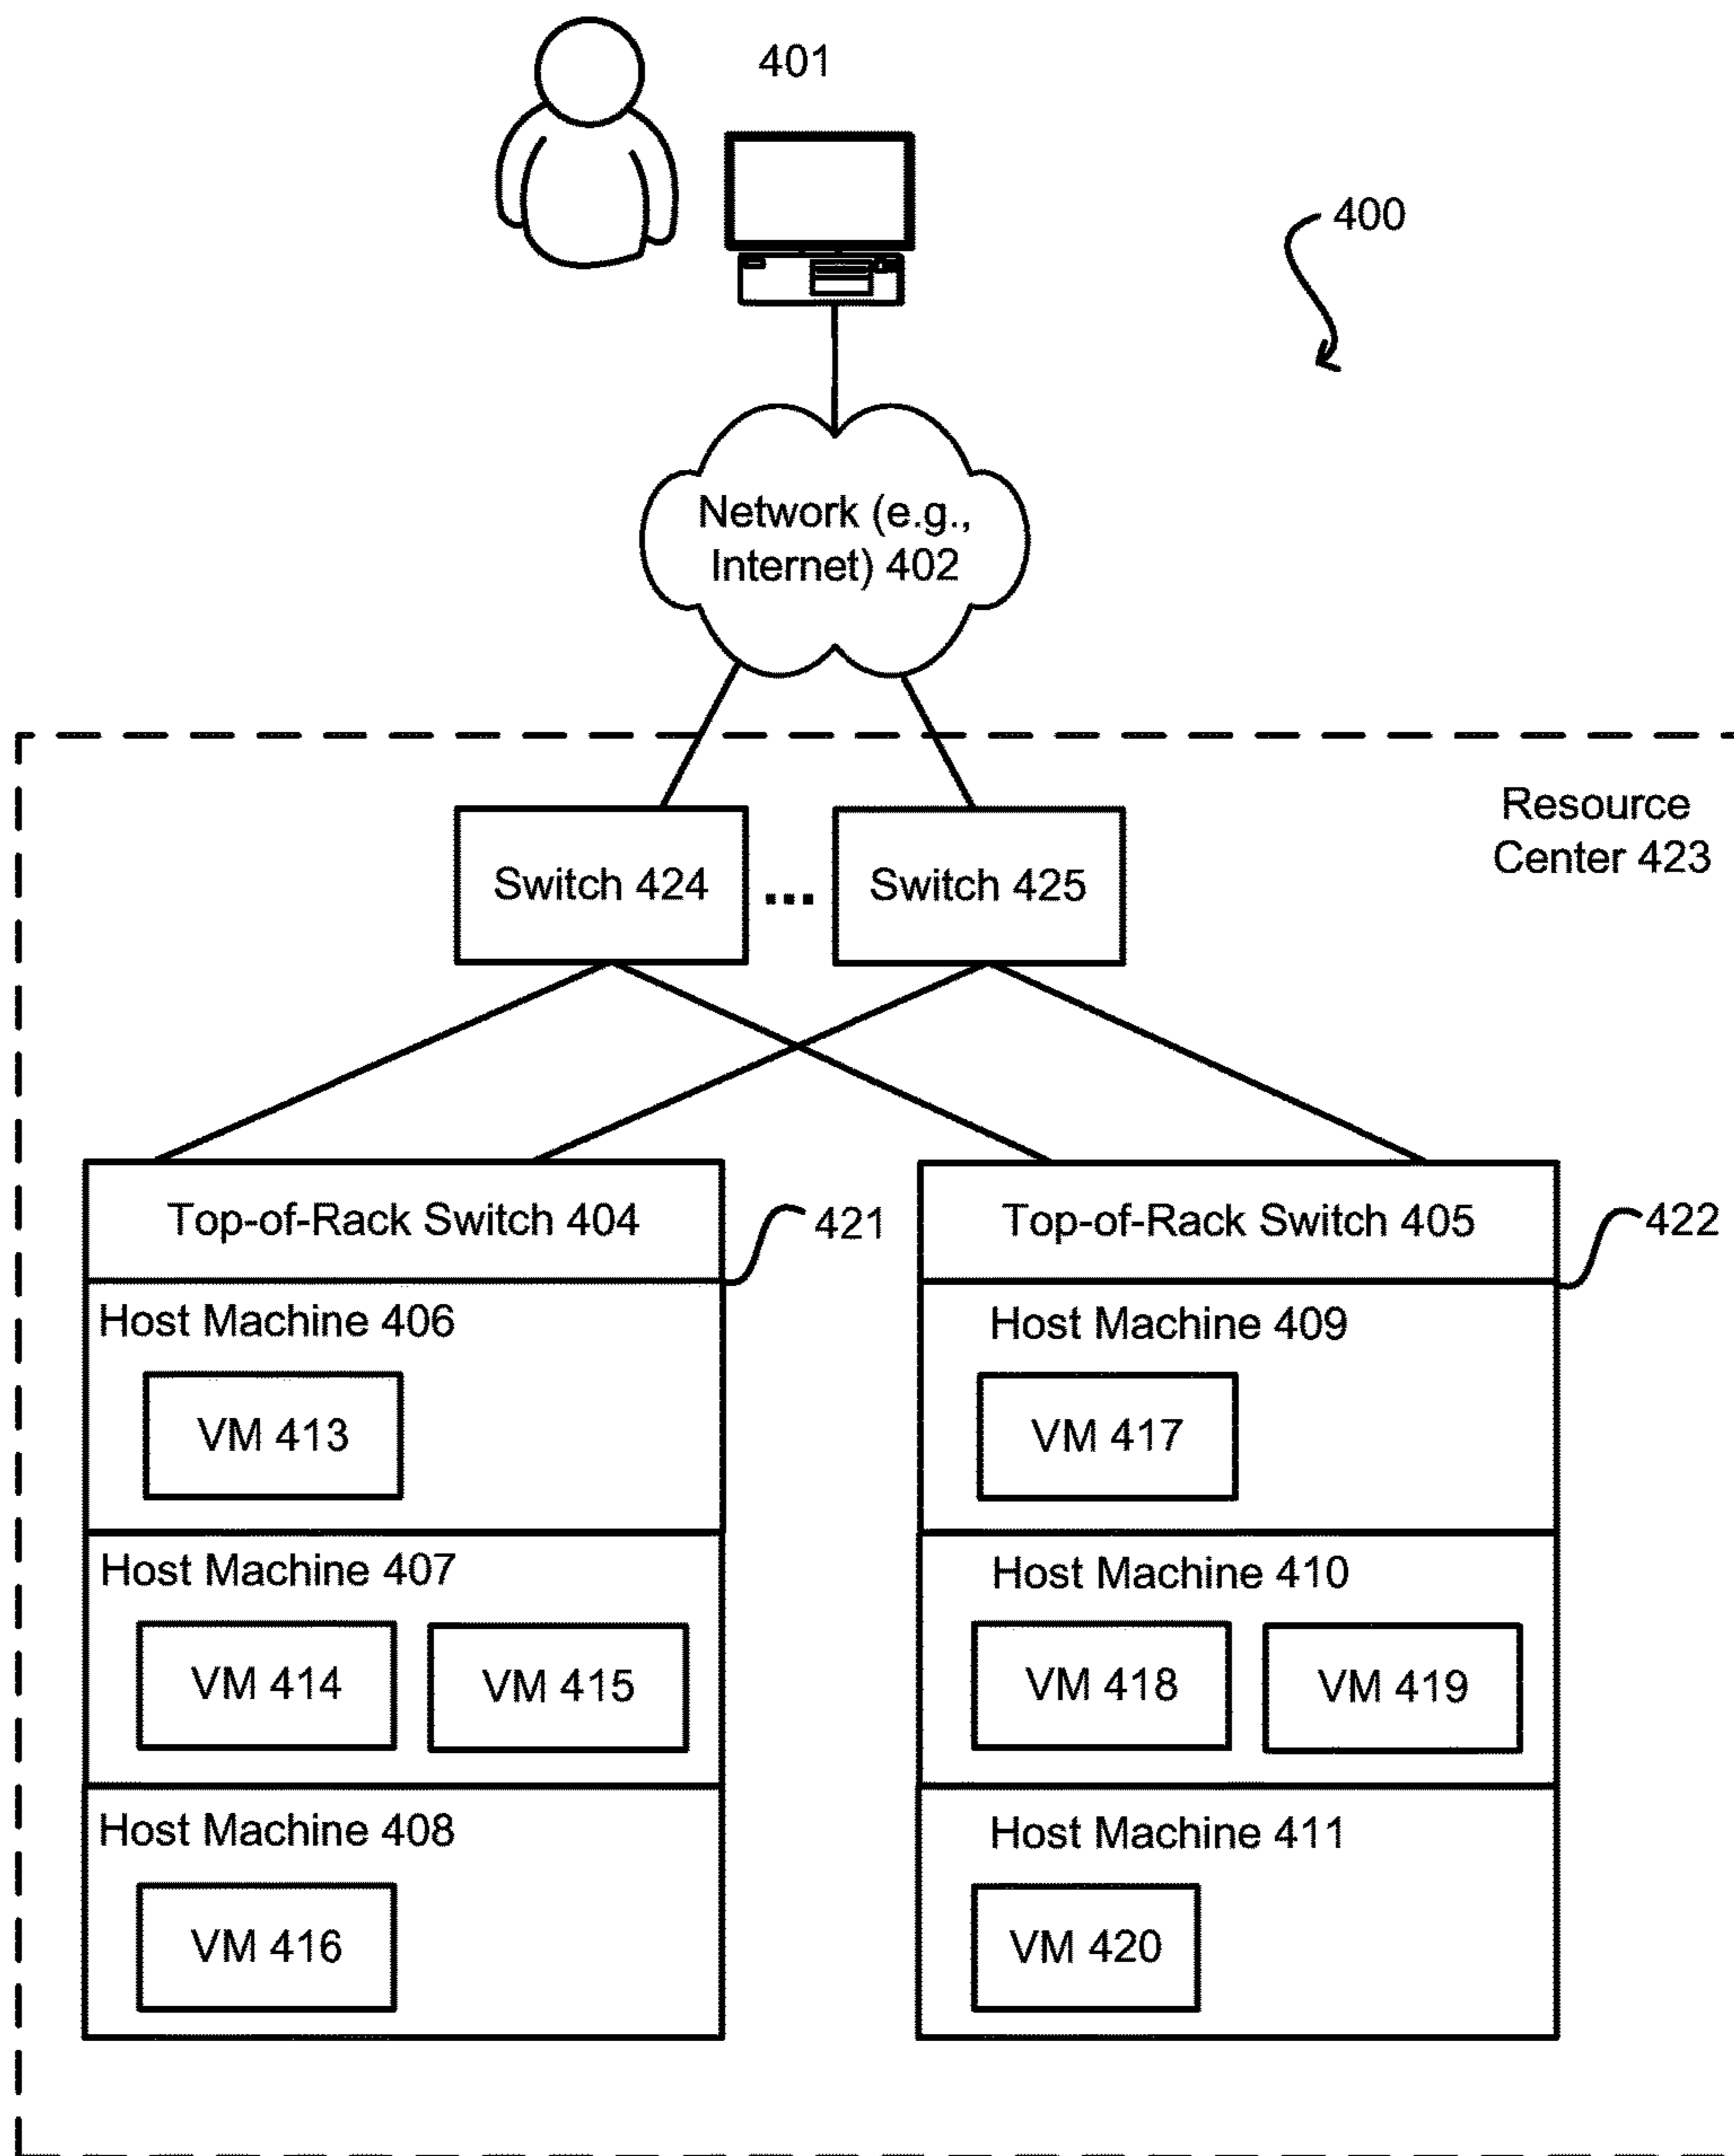 401
400
Network (e.g.,
Internet) 402
Resource
Center 423
Switch 424
...
Switch 425
Top-of-Rack Switch 404
421
Top-of-Rack Switch 405
422
Host Machine 406
VM 413
Host Machine 409
VM 417
Host Machine 407
VM 414
VM 415
Host Machine 410
VM 418
VM 419
Host Machine 408
VM 416
Host Machine 411
VM 420